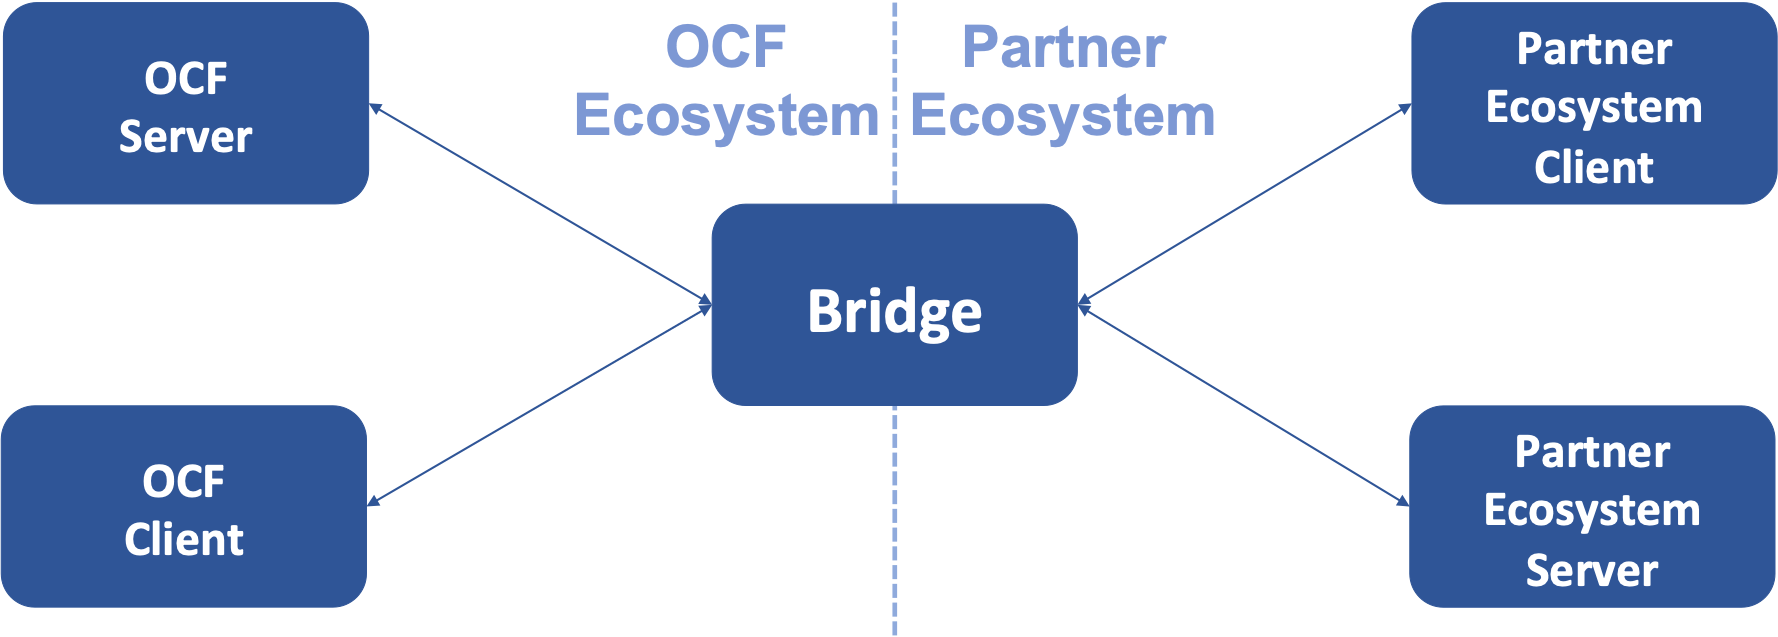 OCF
Server
OCF
Ecosystem
Partner
Ecosystem
Partner
Ecosystem
Client
Bridge
OCF
Client
Partner
Ecosystem
Server